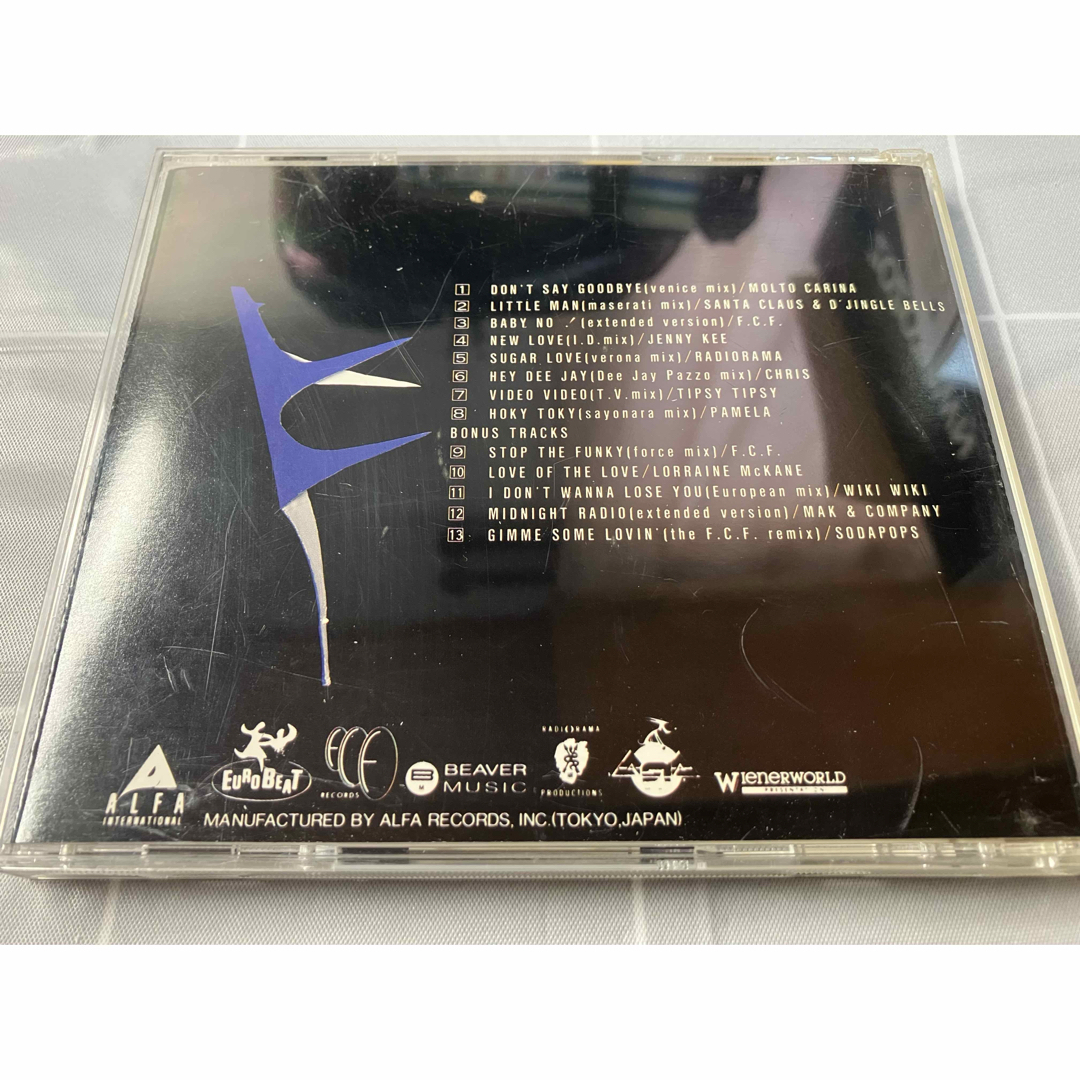 1 DON'T SAY GOODBYE(venice mix)/MOLTO CARINA
2 LITTLE MAN(maserati mix)/SANTA CLAUS & D'JINGLE BELLS
3 BABY NO !(extended version)/F.C.F.
4 NEW LOVE(I.D.mix)/JENNY KEE
5 SUGAR LOVE(verona mix)/RADIORAMA
6 HEY DEE JAY(Dee Jay Pazzo mix)/CHRIS
7 VIDEO VIDEO(T.V.mix)/TIPSY TIPSY
8 HOKY TOKY(sayonara mix)/PAMELA
BONUS TRACKS
9 STOP THE FUNKY(force mix)/F.C.F.
10 LOVE OF THE LOVE/LORRAINE McKANE
11 I DON'T WANNA LOSE YOU(European mix)/WIKI WIKI
12 MIDNIGHT RADIO(extended version)/MAK & COMPANY
13 GIMME SOME LOVIN'(the F.C.F. remix)/SODAPOPS
ALFA
INTERNATIONAL
EUROBEAT
FCF
RECORDS
B
M
BEAVER
MUSIC
RADIORAMA
PRODUCTIONS
ASIA
WIENERWORLD
PRESENTATION
MANUFACTURED BY ALFA RECORDS, INC.(TOKYO,JAPAN)